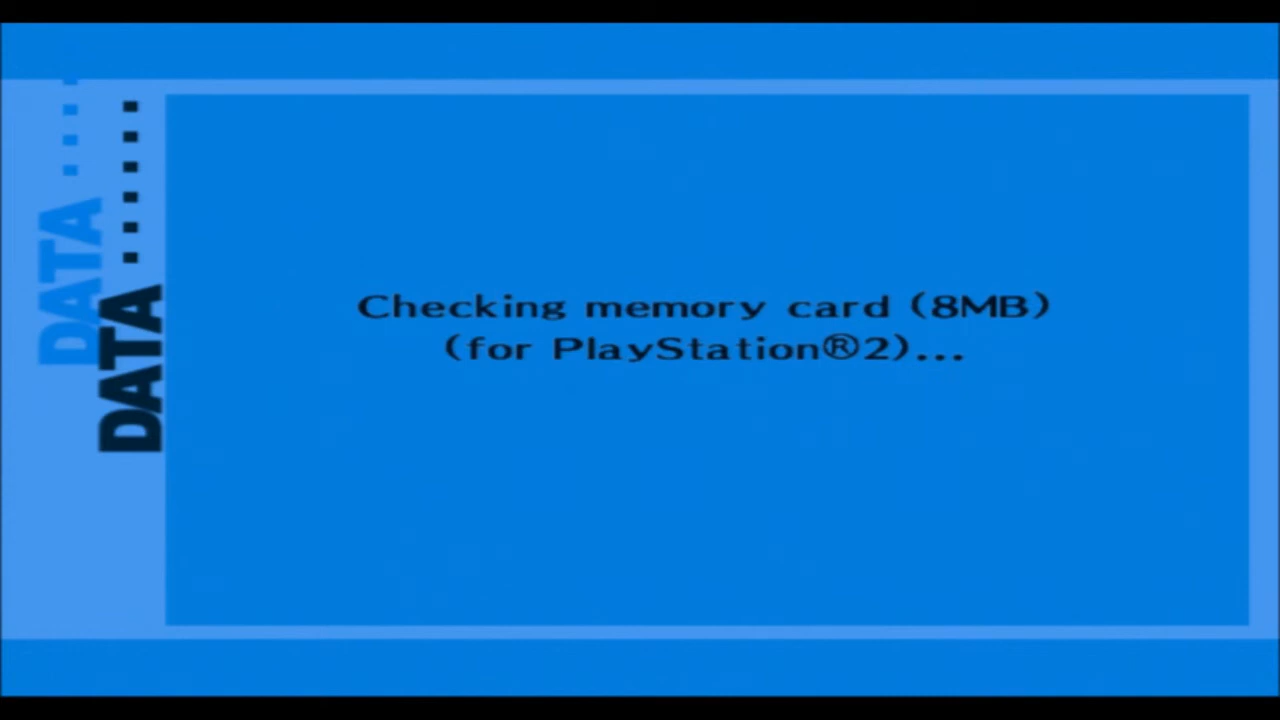 DATA ......
DATA ....
Checking memory card (8MB)
(for PlayStation®2)...